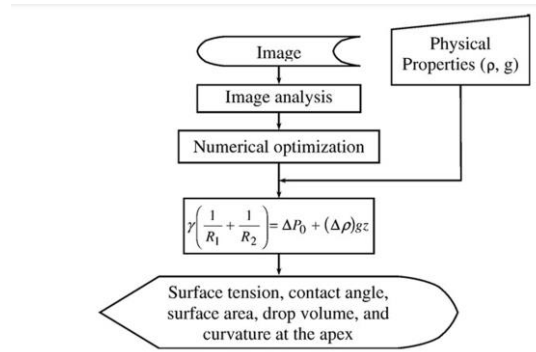 Image
Physical
Properties (ρ, g)
Image analysis
Numerical optimization
γ(1/R₁ + 1/R₂) = ΔP₀ + (Δρ)gz
Surface tension, contact angle,
surface area, drop volume, and
curvature at the apex